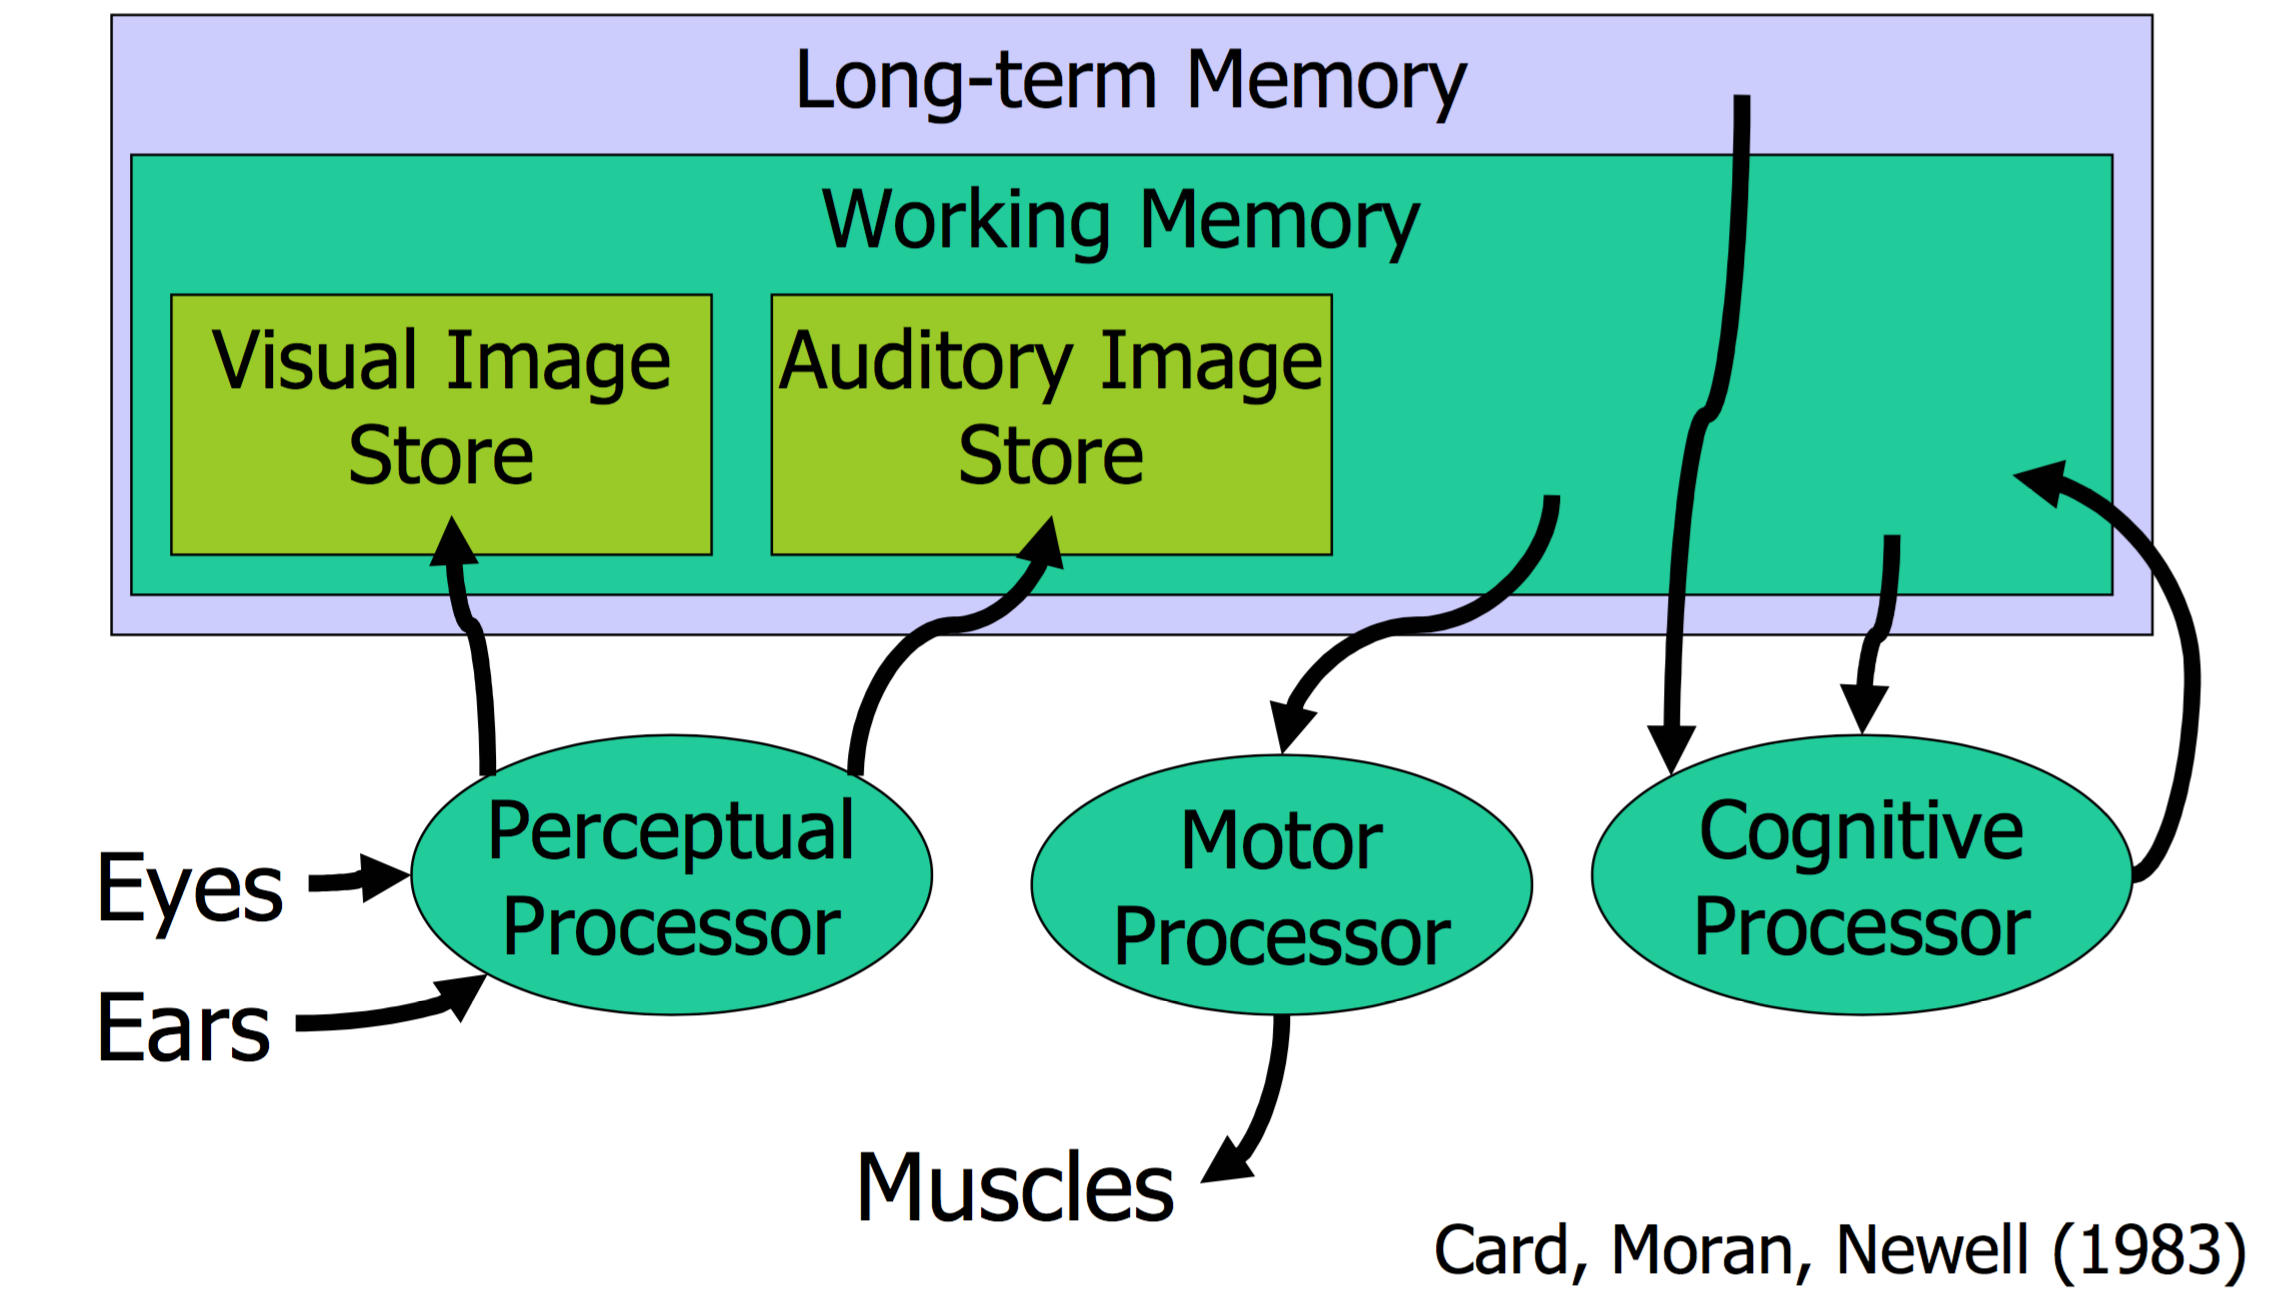 Long-term Memory
Working Memory
Visual Image
Store
Auditory Image
Store
Perceptual
Processor
Motor
Processor
Cognitive
Processor
Eyes
Ears
Muscles
Card, Moran, Newell (1983)